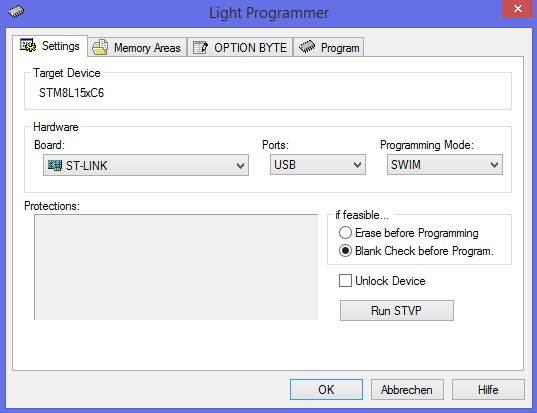 Light Programmer
Settings
Memory Areas
OPTION BYTE
Program
Target Device
STM8L15xC6
Hardware
Board:
Ports:
Programming Mode:
ST-LINK
USB
SWIM
Protections:
if feasible...
Erase before Programming
Blank Check before Program.
Unlock Device
Run STVP
OK
Abbrechen
Hilfe